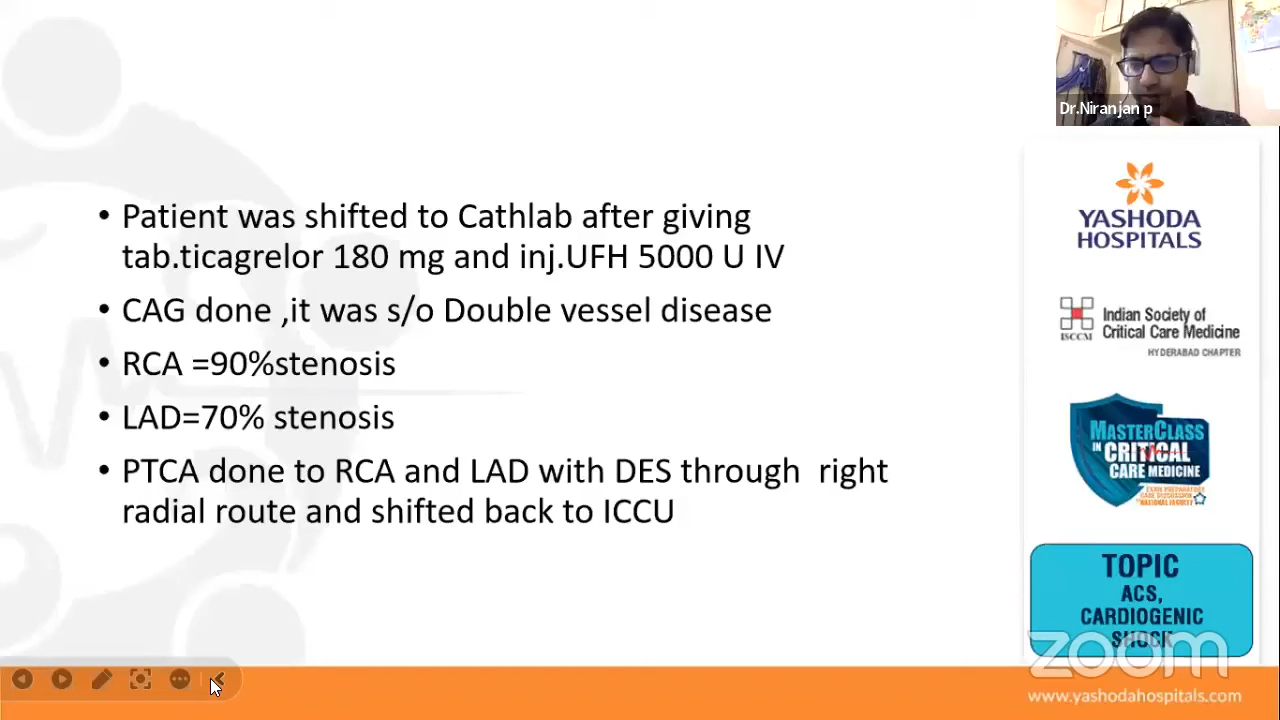 Dr.Niranjan p
• Patient was shifted to Cathlab after giving
tab.ticagrelor 180 mg and inj.UFH 5000 U IV
• CAG done ,it was s/o Double vessel disease
• RCA =90%stenosis
• LAD=70% stenosis
• PTCA done to RCA and LAD with DES through  right
radial route and shifted back to ICCU
YASHODA
HOSPITALS
ISCCM
Indian Society of
Critical Care Medicine
HYDERABAD CHAPTER
MASTERCLASS
IN CRITICAL
CARE MEDICINE
TOPIC
ACS,
CARDIOGENIC
SHOCK
zoom
www.yashodahospitals.com